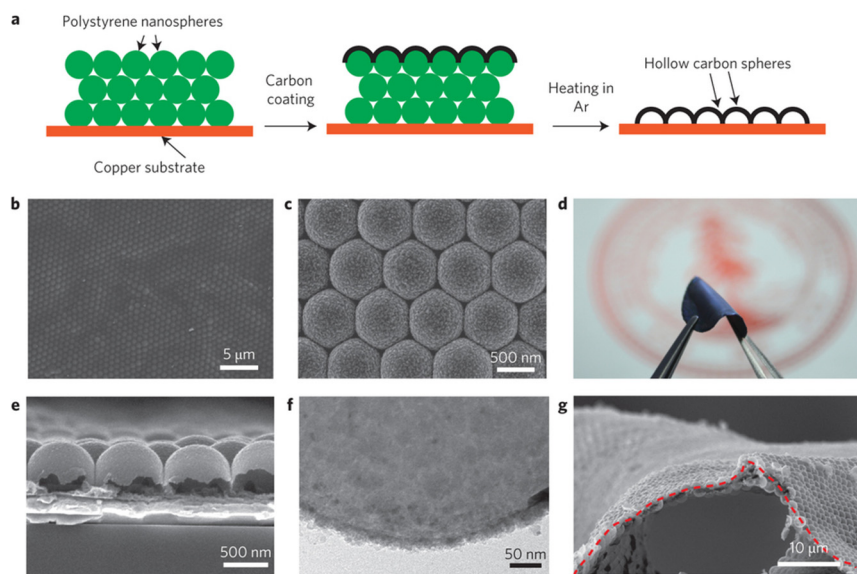 a
Polystyrene nanospheres
Carbon
coating
Heating in
Ar
Hollow carbon spheres
Copper substrate
b
5 μm
c
500 nm
d
e
500 nm
f
50 nm
g
10 μm